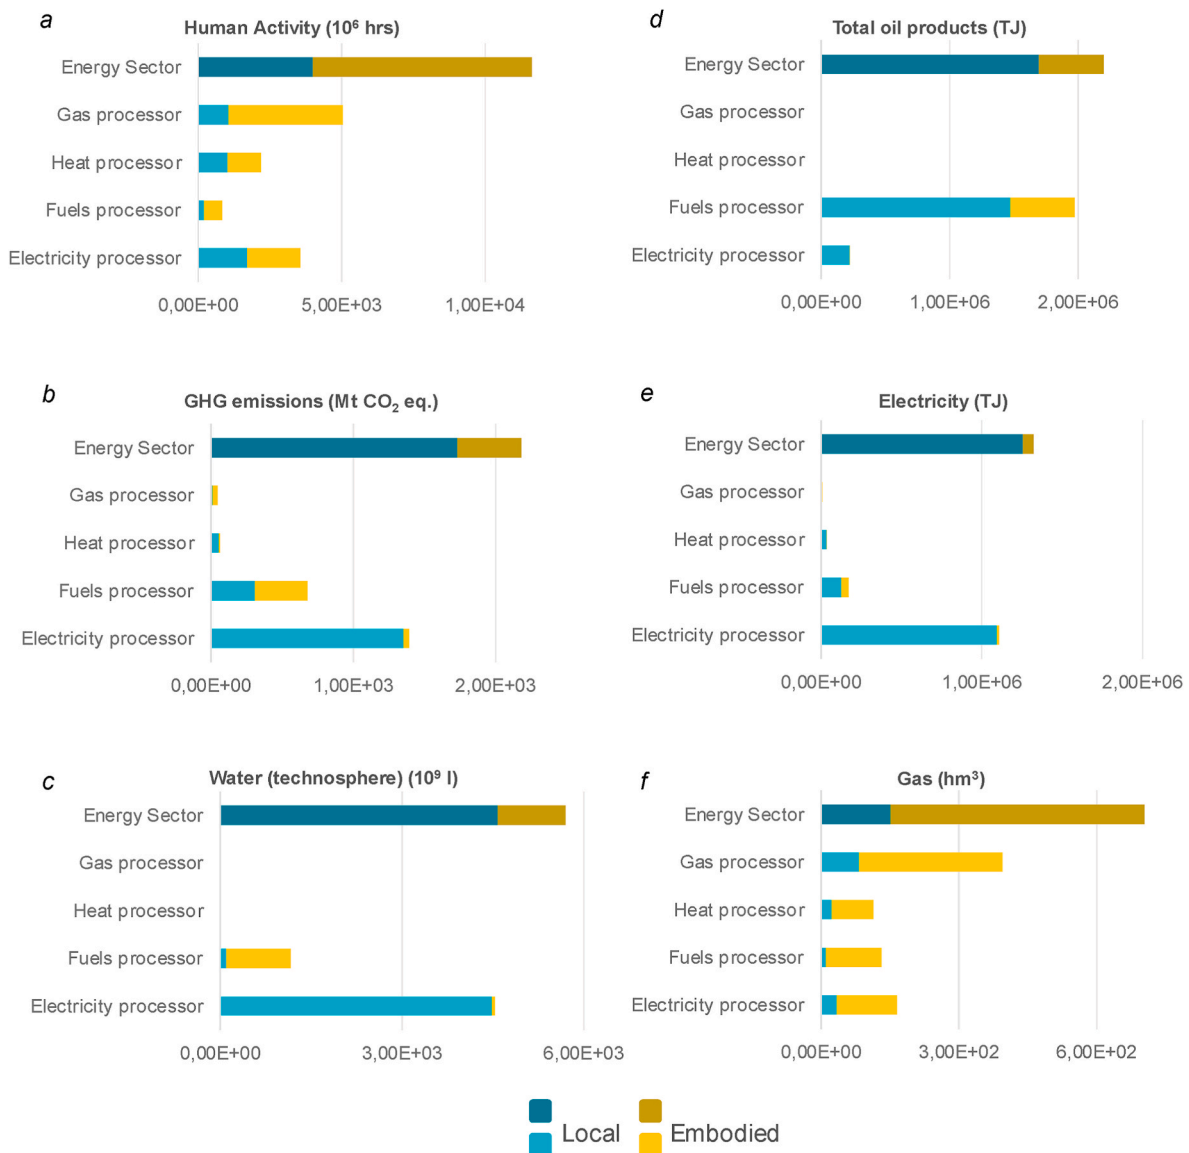 a
Human Activity (10⁶ hrs)
Energy Sector
Gas processor
Heat processor
Fuels processor
Electricity processor
0,00E+00 5,00E+03 1,00E+04
b
GHG emissions (Mt CO₂ eq.)
Energy Sector
Gas processor
Heat processor
Fuels processor
Electricity processor
0,00E+00 1,00E+03 2,00E+03
c
Water (technosphere) (10⁹ l)
Energy Sector
Gas processor
Heat processor
Fuels processor
Electricity processor
0,00E+00 3,00E+03 6,00E+03
d
Total oil products (TJ)
Energy Sector
Gas processor
Heat processor
Fuels processor
Electricity processor
0,00E+00 1,00E+06 2,00E+06
e
Electricity (TJ)
Energy Sector
Gas processor
Heat processor
Fuels processor
Electricity processor
0,00E+00 1,00E+06 2,00E+06
f
Gas (hm³)
Energy Sector
Gas processor
Heat processor
Fuels processor
Electricity processor
0,00E+00 3,00E+02 6,00E+02
Local Embodied